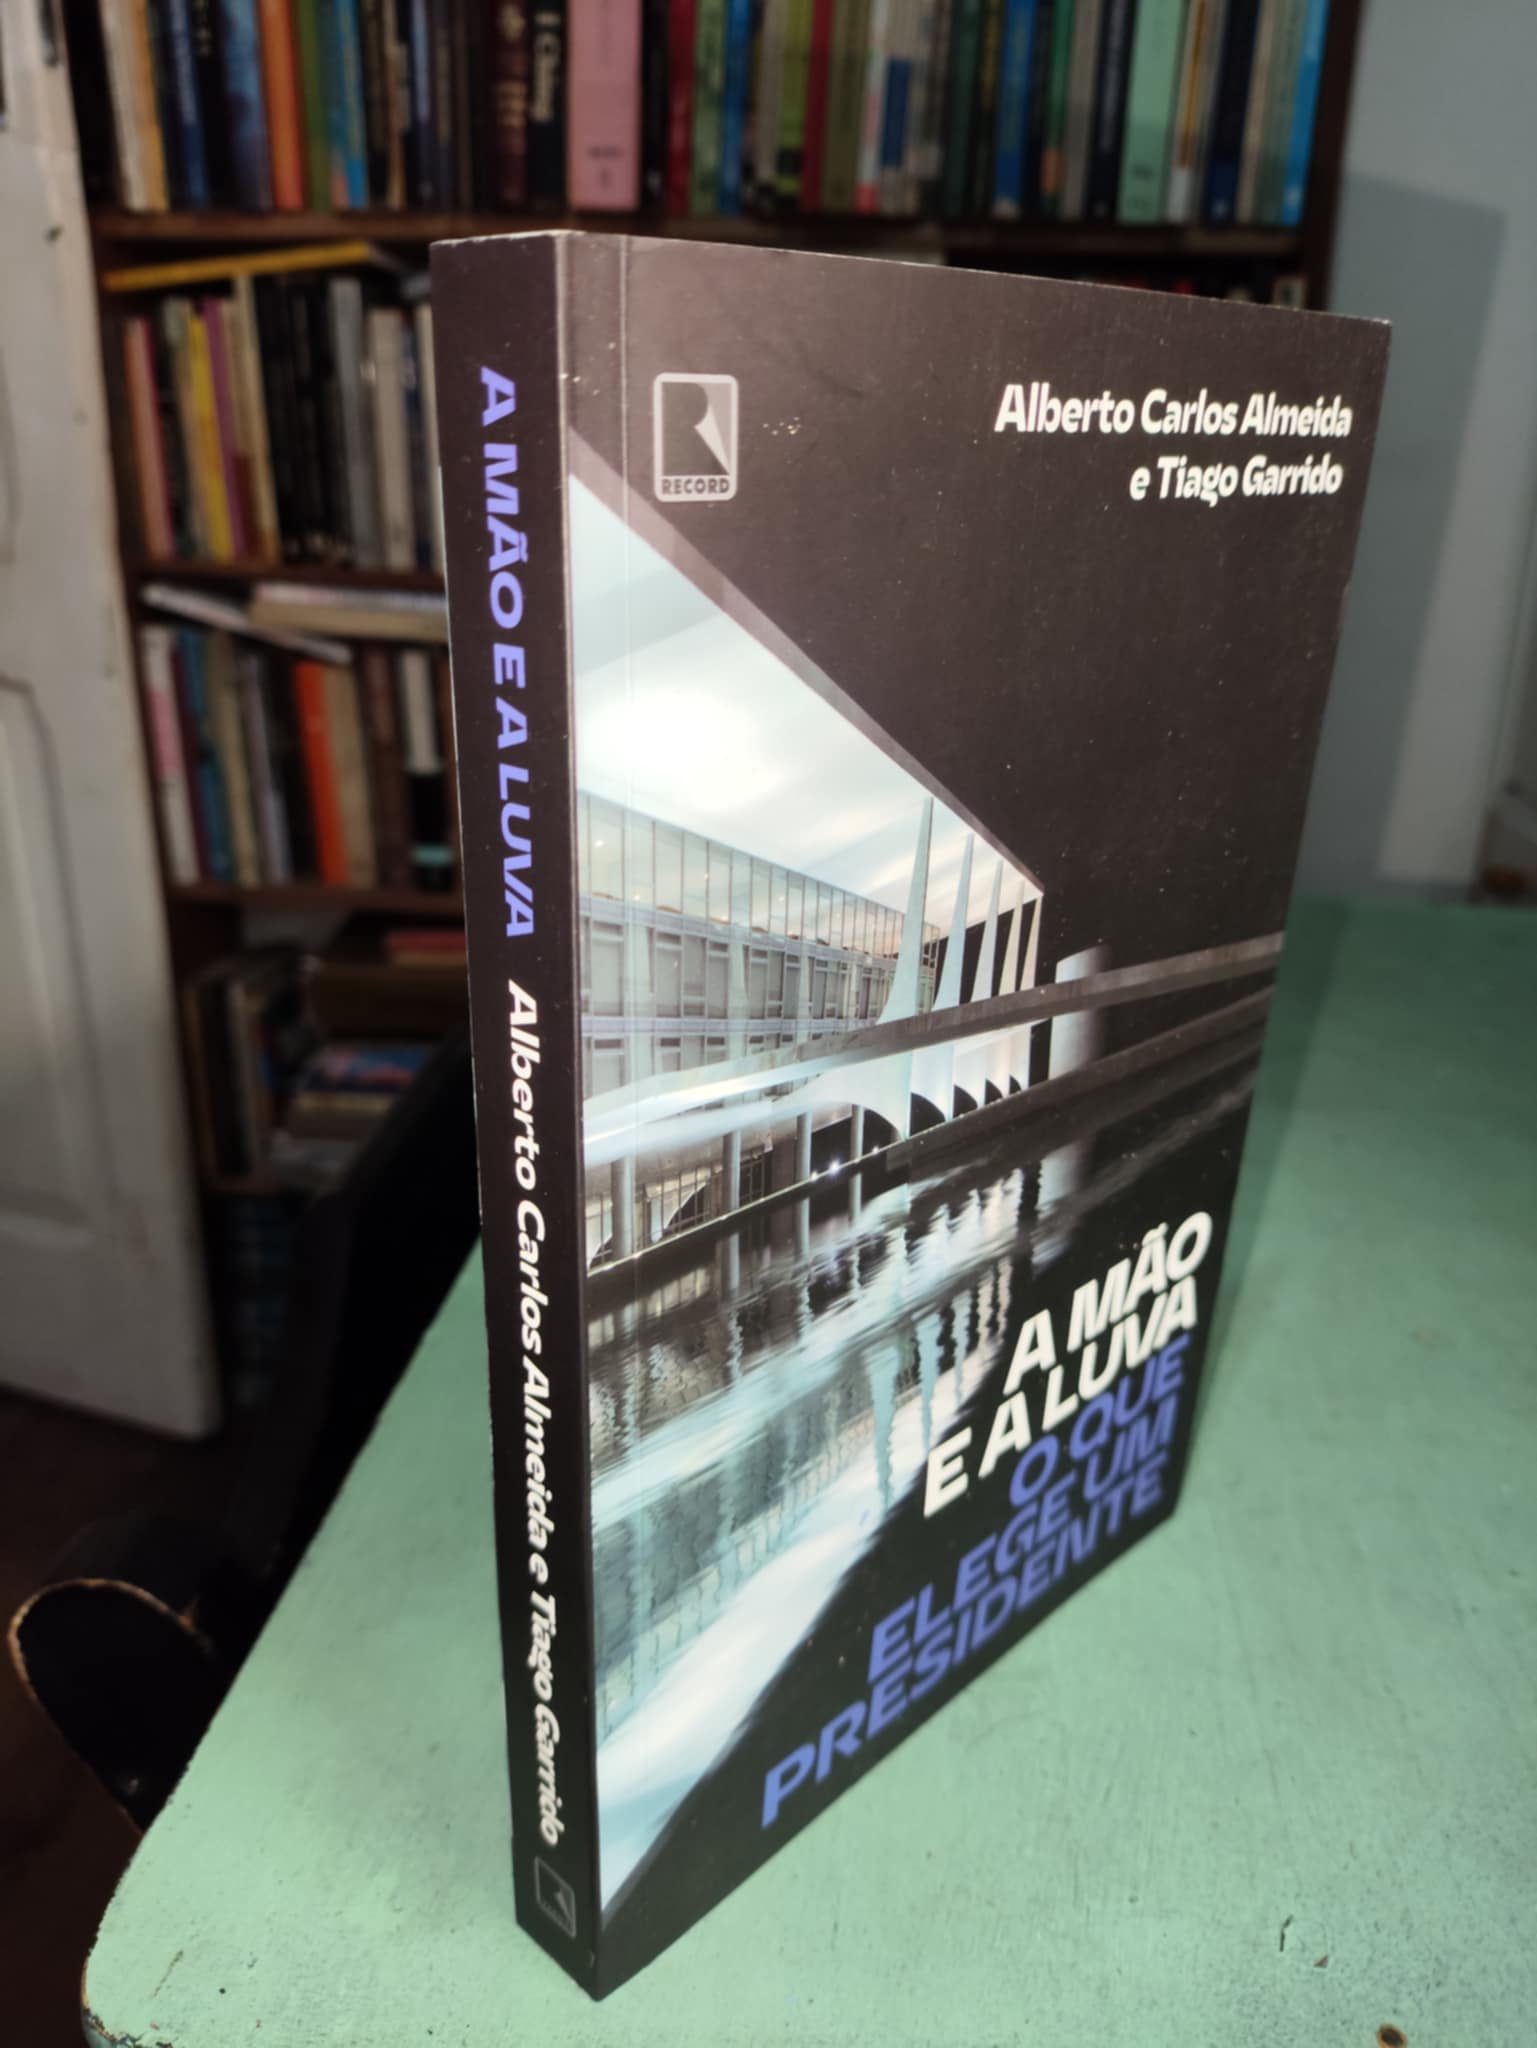 A MÃO E A LUVA Alberto Carlos Almeida e Tiago Garrido
RECORD
Alberto Carlos Almeida
e Tiago Garrido
A MÃO
E A LUVA
O QUE
ELEGE UM
PRESIDENTE
I Ching